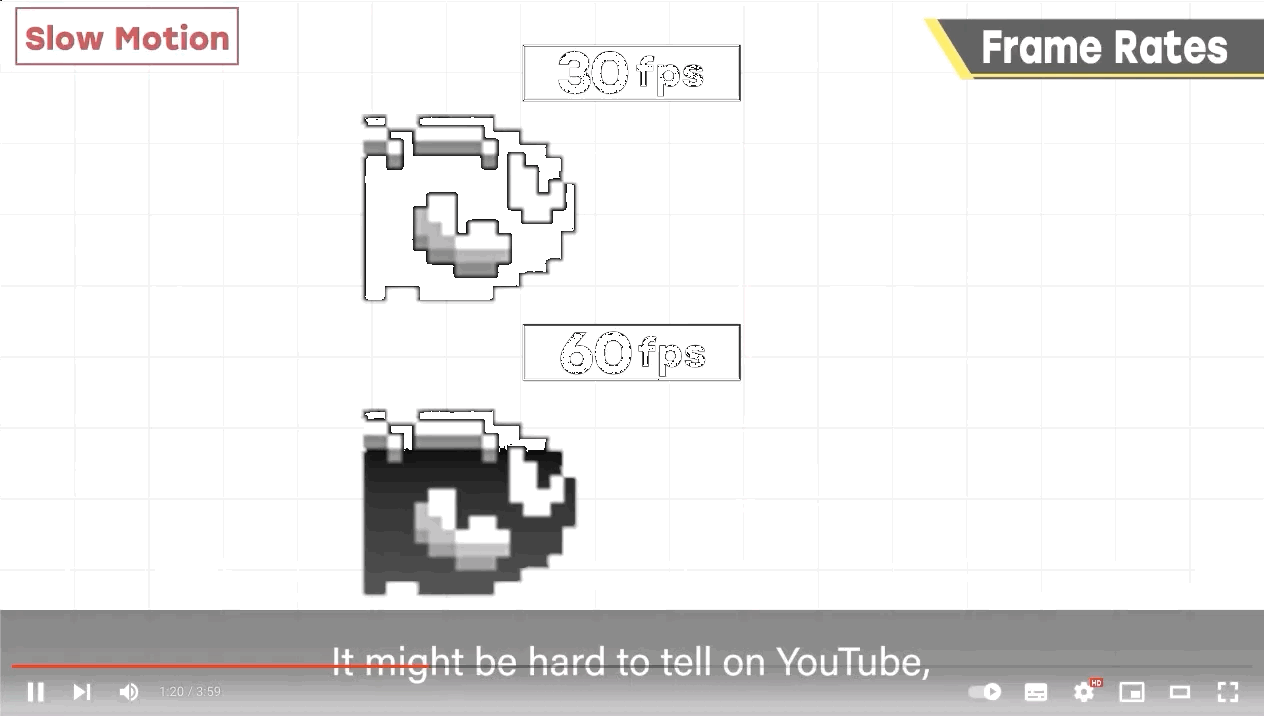 Slow Motion
Frame Rates
30 fps
60 fps
It might be hard to tell on YouTube,
1:20 / 3:59
HD